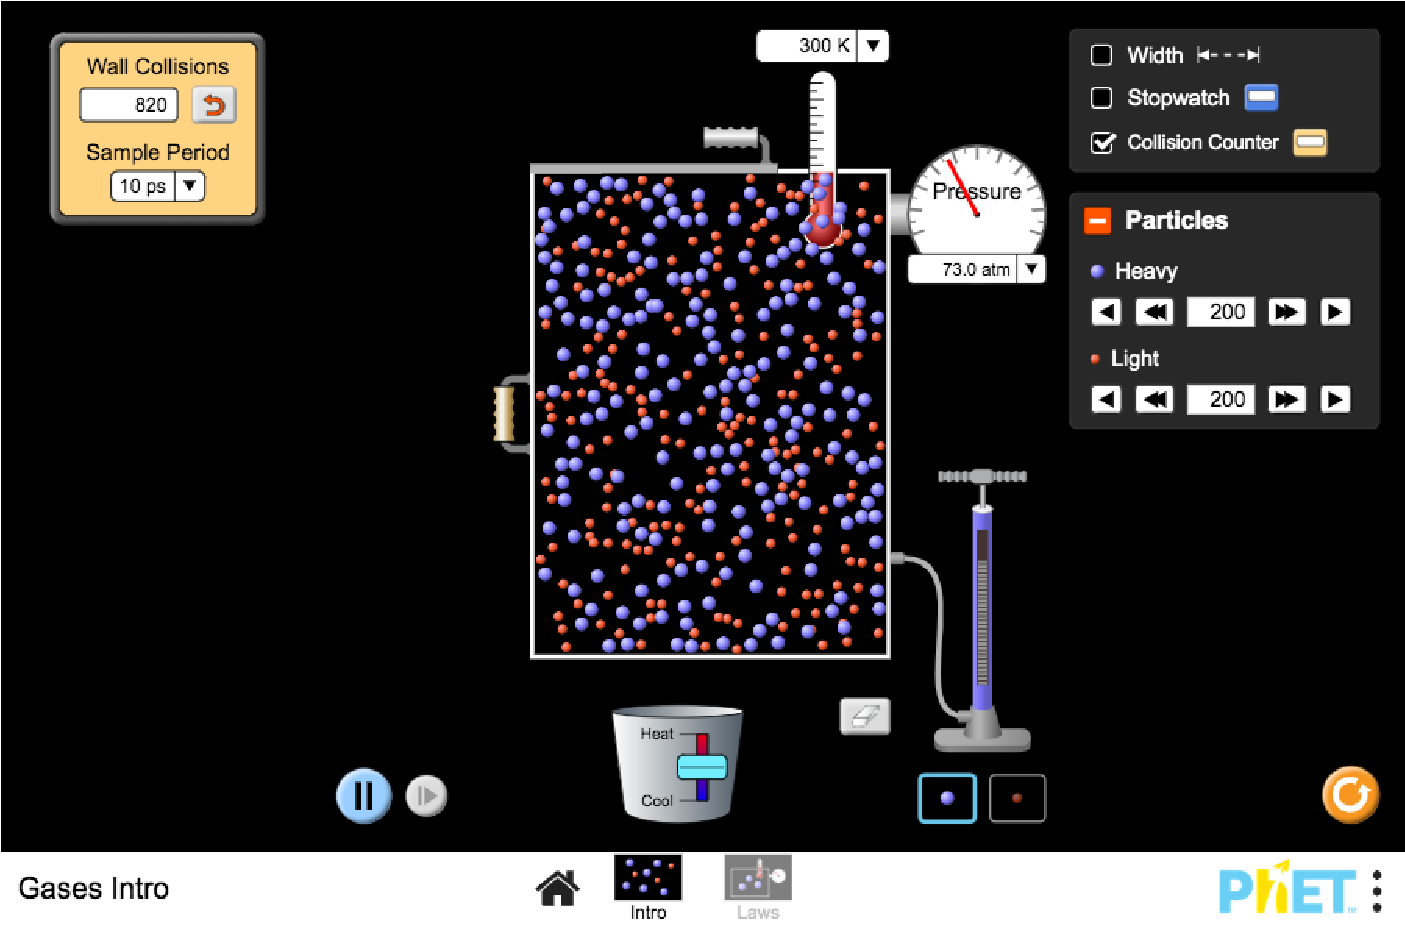 Wall Collisions
820
Sample Period
10 ps
300 K
Pressure
73.0 atm
Width
Stopwatch
Collision Counter
Particles
Heavy
200
Light
200
Heat
Cool
Gases Intro
Intro
Laws
PhET